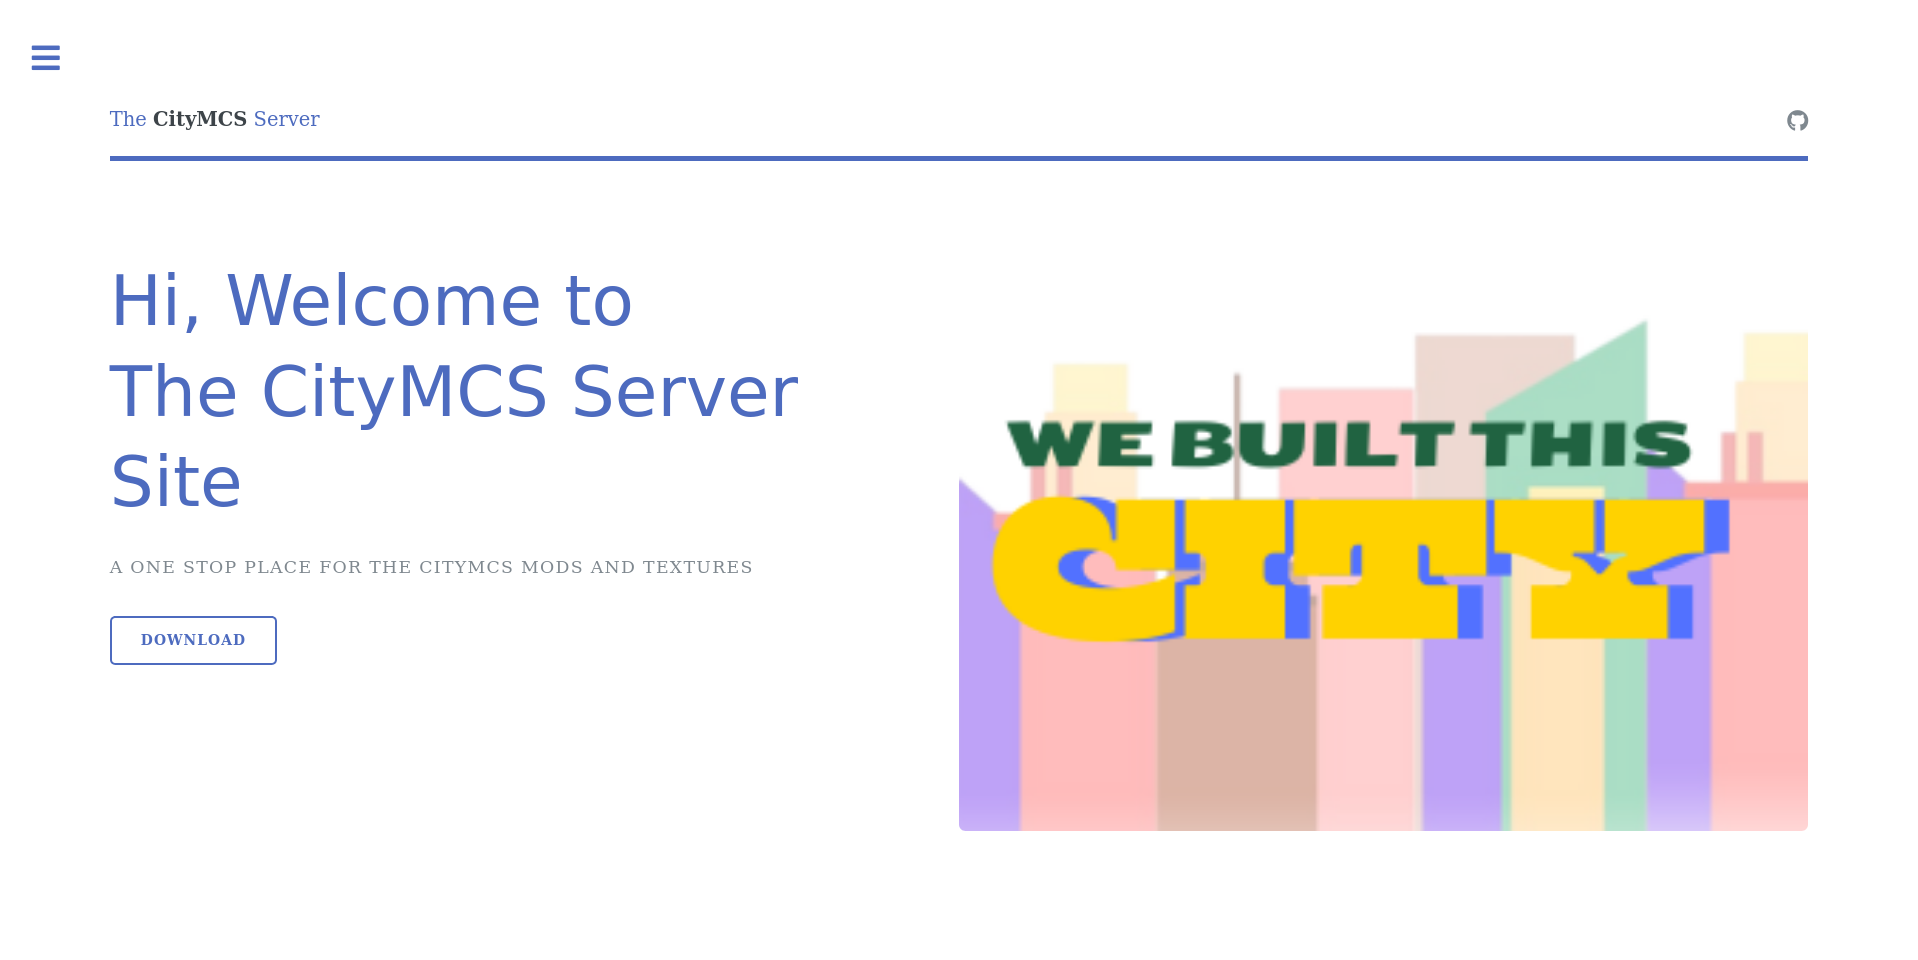 The CityMCS Server
Hi, Welcome to
The CityMCS Server
Site
A ONE STOP PLACE FOR THE CITYMCS MODS AND TEXTURES
DOWNLOAD
WE BUILT THIS
CITY